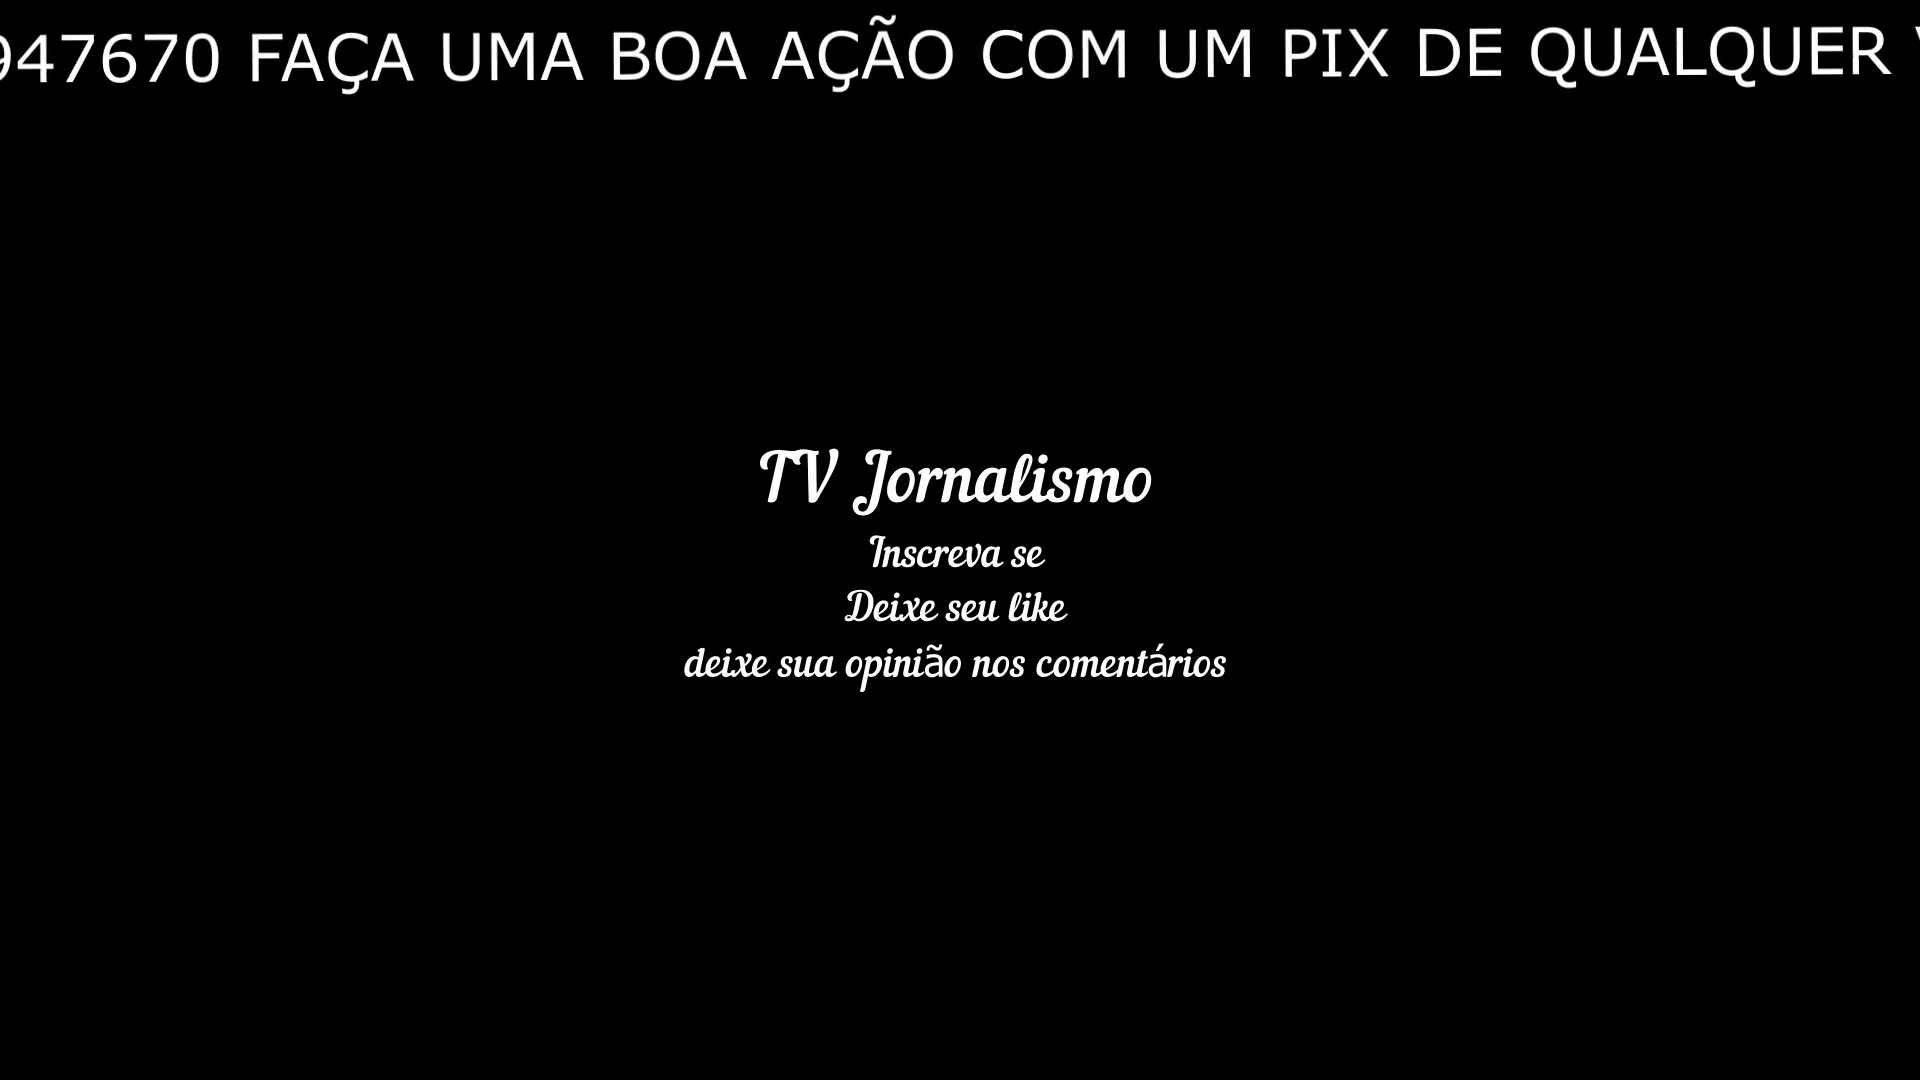 947670 FAÇA UMA BOA AÇÃO COM UM PIX DE QUALQUER
TV Jornalismo
Inscreva se
Deixe seu like
deixe sua opinião nos comentários